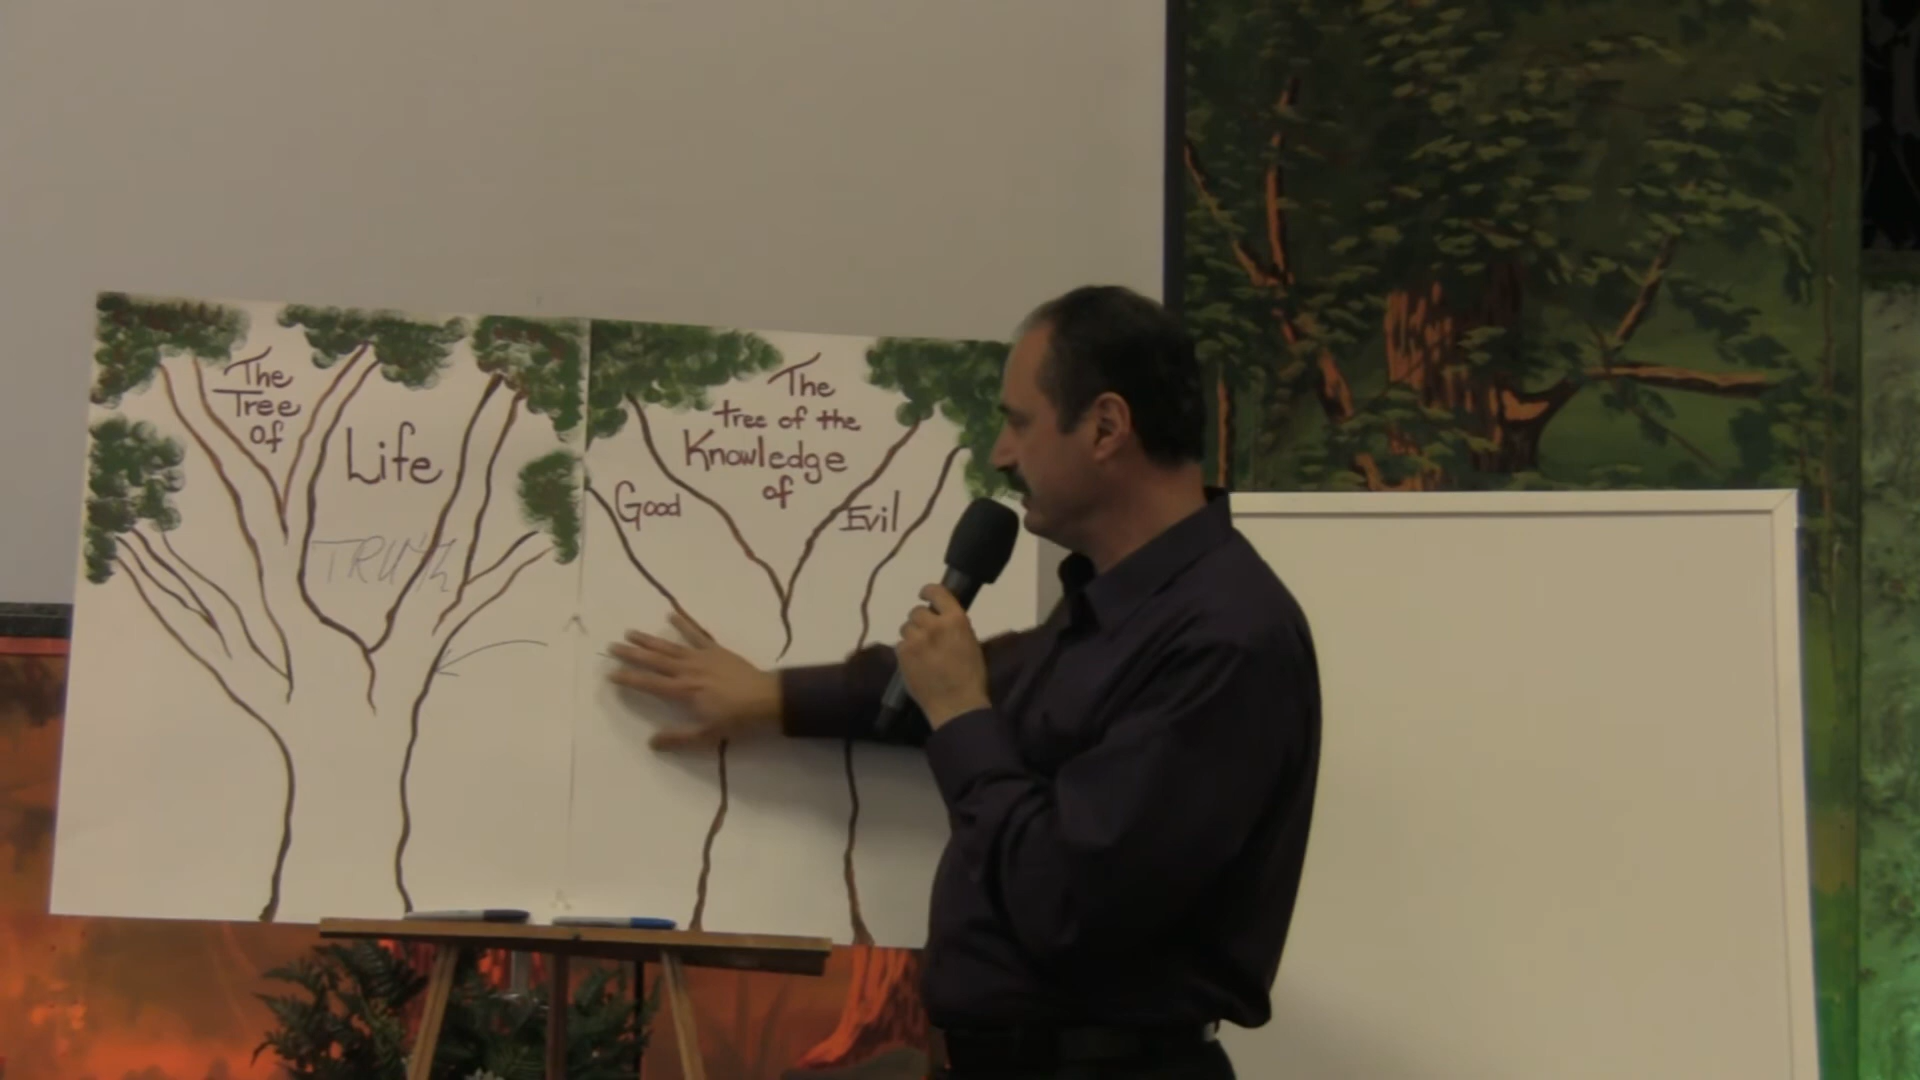 The
Tree
of
Life
TRUTH
The
tree of the
Knowledge
of
Good
Evil